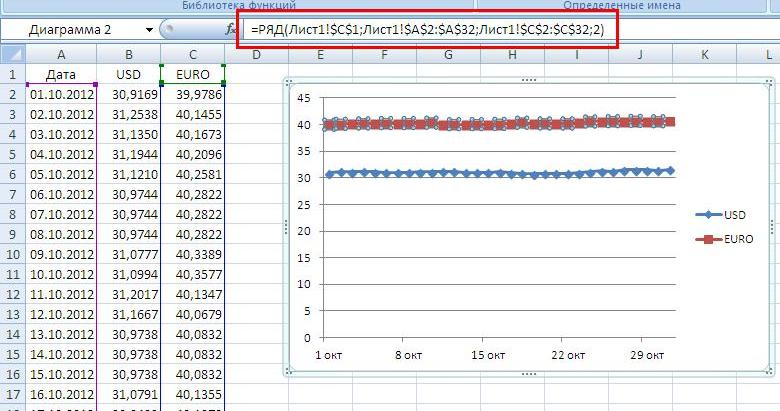 Библиотека функций Определенные имена
Диаграмма 2 fx =РЯД(Лист1!$C$1;Лист1!$A$2:$A$32;Лист1!$C$2:$C$32;2)
A B C D E F G H I J K L
1 Дата USD EURO
2 01.10.2012 30,9169 39,9786
3 02.10.2012 31,2538 40,1455
4 03.10.2012 31,1350 40,1673
5 04.10.2012 31,1944 40,2096
6 05.10.2012 31,1210 40,2581
7 06.10.2012 30,9744 40,2822
8 07.10.2012 30,9744 40,2822
9 08.10.2012 30,9744 40,2822
10 09.10.2012 31,0777 40,3389
11 10.10.2012 31,0994 40,3577
12 11.10.2012 31,2017 40,1347
13 12.10.2012 31,1667 40,0679
14 13.10.2012 30,9738 40,0832
15 14.10.2012 30,9738 40,0832
16 15.10.2012 30,9738 40,0832
17 16.10.2012 31,0791 40,1355
45
40
35
30
25
20
15
10
5
0
1 окт 8 окт 15 окт 22 окт 29 окт
USD
EURO